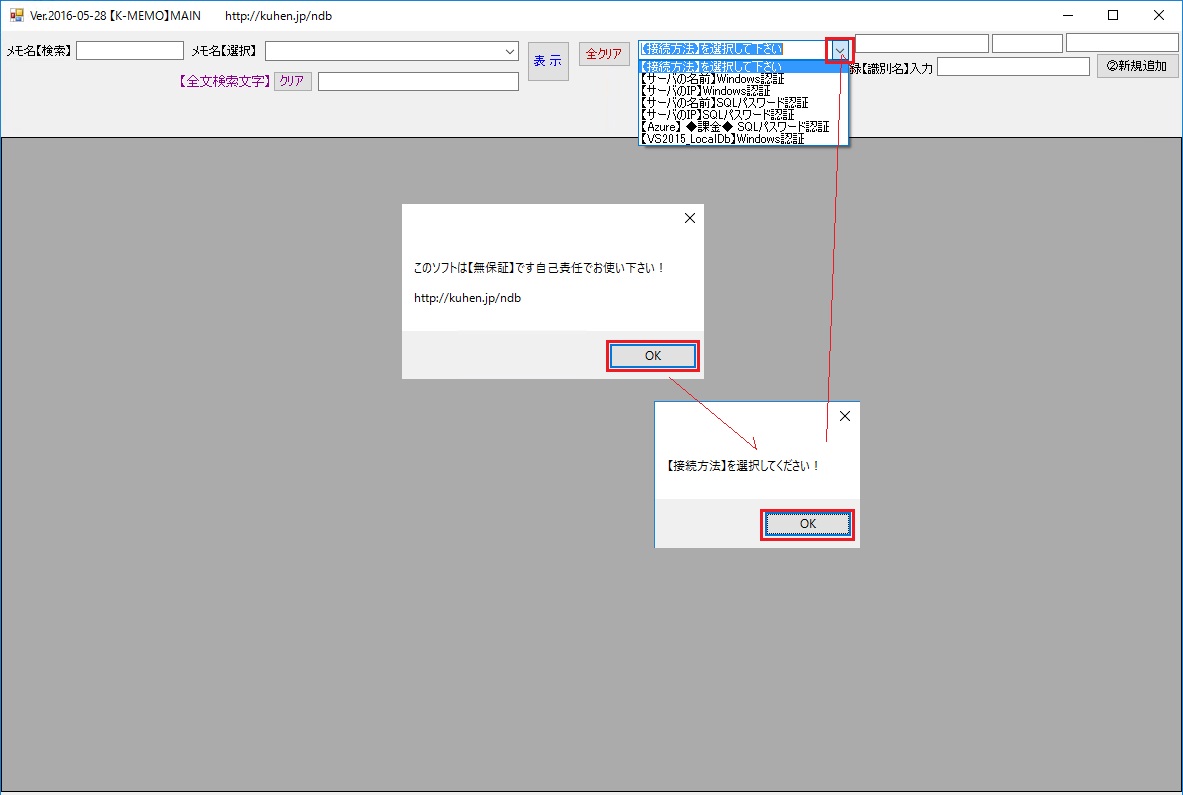 Ver.2016-05-28 【K-MEMO】MAIN http://kuhen.jp/ndb
メモ名【検索】 メモ名【選択】 表 示 全クリア 【接続方法】を選択して下さい
【全文検索文字】 クリア 録【識別名】入力 ②新規追加
【接続方法】を選択して下さい
【サーバの名前】Windows認証
【サーバのIP】Windows認証
【サーバの名前】SQLパスワード認証
【サーバのIP】SQLパスワード認証
【Azure】 ◆課金◆ SQLパスワード認証
【VS2015_LocalDb】Windows認証
このソフトは【無保証】です自己責任でお使い下さい！
http://kuhen.jp/ndb
OK
【接続方法】を選択してください！
OK